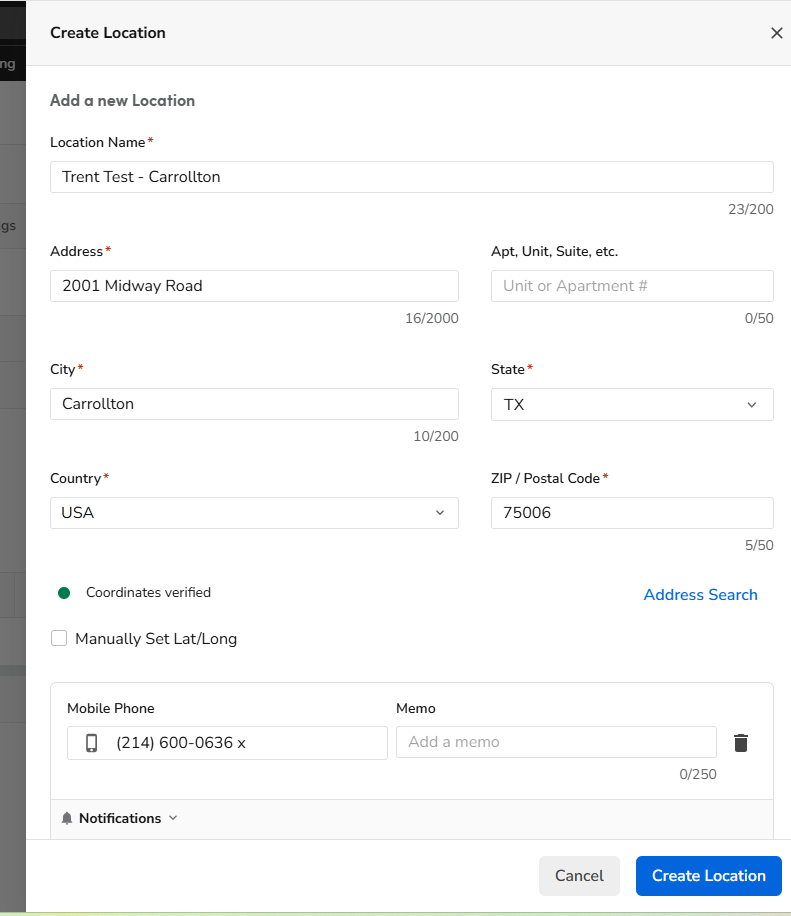 Create Location
ng
Add a new Location
Location Name*
Trent Test - Carrollton
23/200
gs
Address* Apt, Unit, Suite, etc.
2001 Midway Road Unit or Apartment #
16/2000 0/50
City* State*
Carrollton TX
10/200
Country* ZIP / Postal Code*
USA 75006
5/50
Coordinates verified Address Search
Manually Set Lat/Long
Mobile Phone Memo
(214) 600-0636 x Add a memo
0/250
Notifications
Cancel Create Location